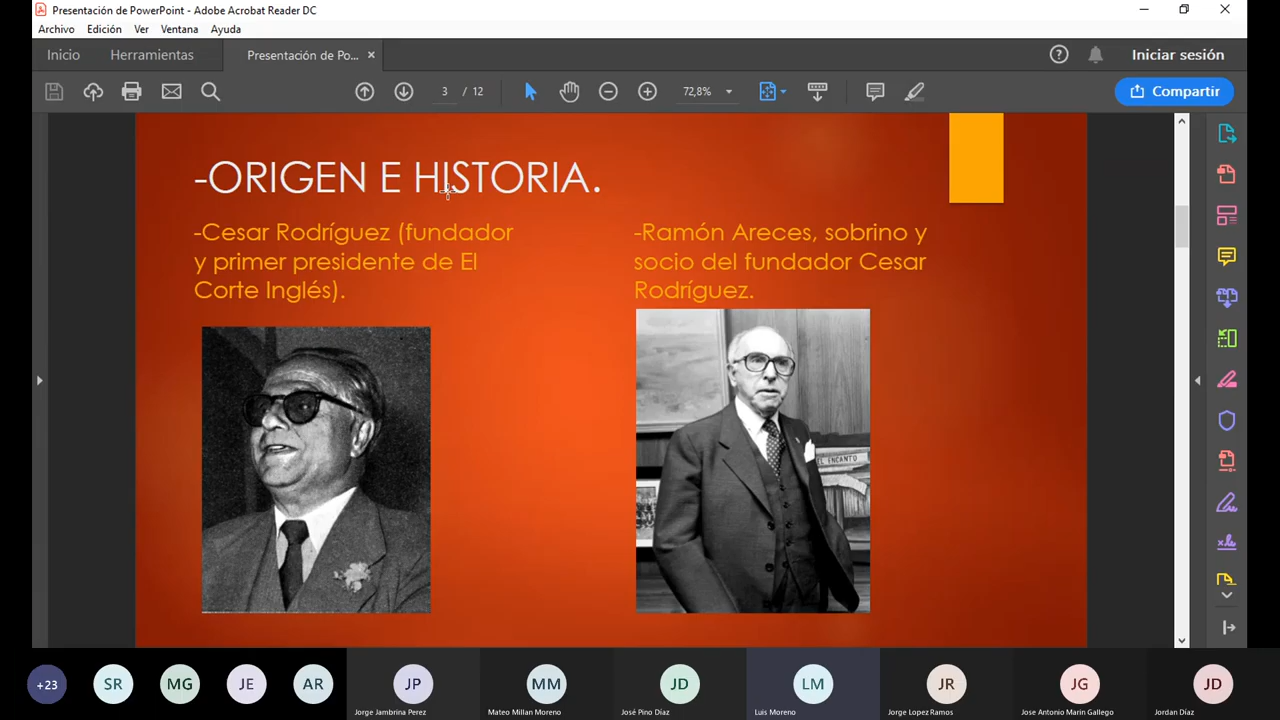 Presentación de PowerPoint - Adobe Acrobat Reader DC
Archivo Edición Ver Ventana Ayuda
Inicio Herramientas Presentación de Po... × Iniciar sesión
3 / 12 72,8% Compartir
-ORIGEN E HISTORIA.
-Cesar Rodríguez (fundador
y primer presidente de El
Corte Inglés).
-Ramón Areces, sobrino y
socio del fundador Cesar
Rodríguez.
EL ENCANTO
+23 SR MG JE AR JP MM JD LM JR JG JD
Jorge Jambrina Perez Mateo Millan Moreno José Pino Díaz Luis Moreno Jorge Lopez Ramos Jose Antonio Marin Gallego Jordan Díaz